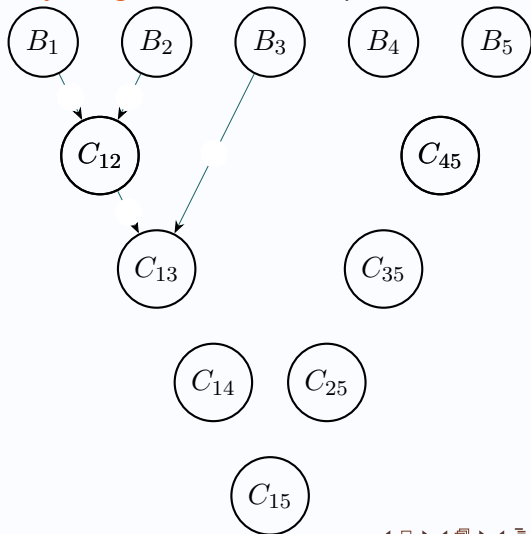 B₁ B₂ B₃ B₄ B₅
C₁₂ C₄₅
C₁₃ C₃₅
C₁₄ C₂₅
C₁₅